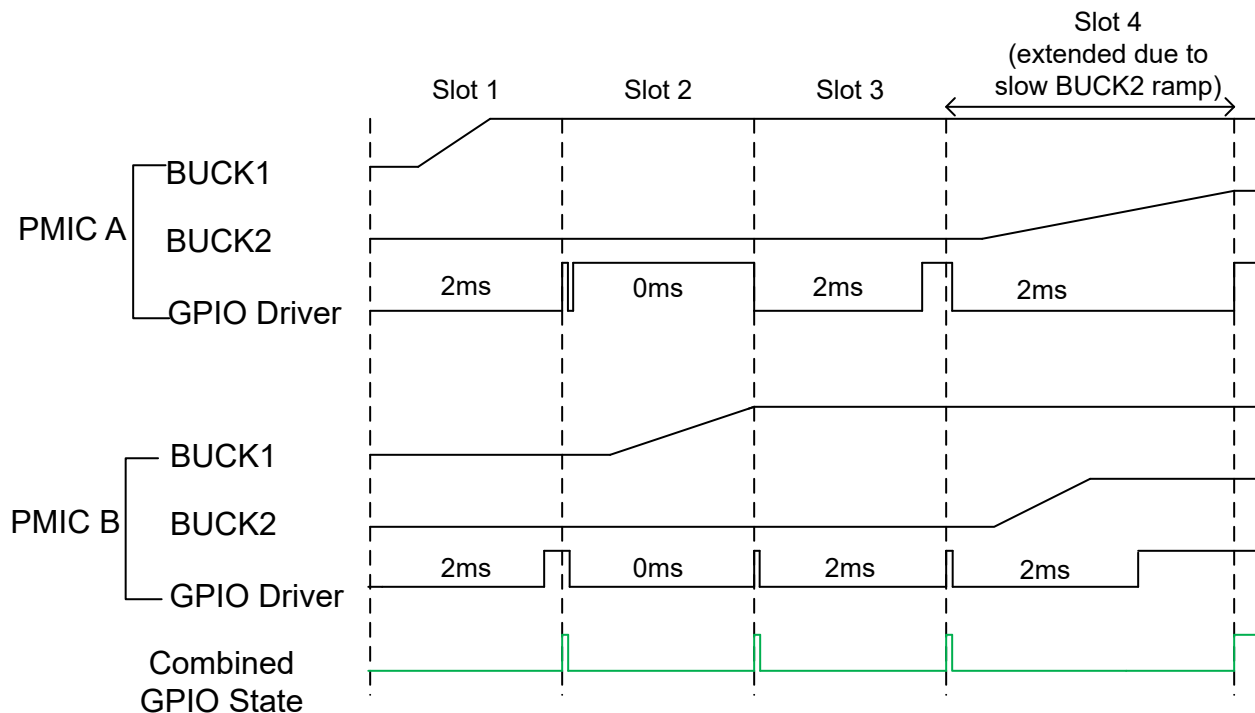 Slot 4
(extended due to
slow BUCK2 ramp)
Slot 1
Slot 2
Slot 3
PMIC A
BUCK1
BUCK2
GPIO Driver
2ms
0ms
2ms
2ms
PMIC B
BUCK1
BUCK2
GPIO Driver
2ms
0ms
2ms
2ms
Combined
GPIO State